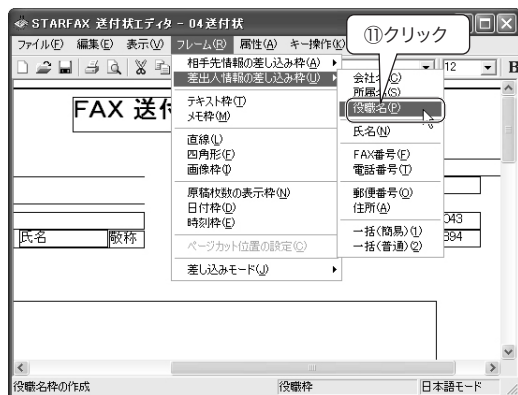 STARFAX 送付状エディタ - 04送付状
ファイル(F) 編集(E) 表示(V) フレーム(R) 属性(A) キー操作(K)
⑪クリック
12
B
相手先情報の差し込み枠(A)
差出人情報の差し込み枠(U)
テキスト枠(T)
メモ枠(M)
直線(L)
四角形(F)
画像枠(I)
原稿枚数の表示枠(N)
日付枠(D)
時刻枠(E)
ページカット位置の設定(C)
差し込みモード(J)
会社名(C)
所属名(S)
役職名(P)
氏名(N)
FAX番号(F)
電話番号(T)
郵便番号(O)
住所(A)
一括(簡易)(1)
一括(普通)(2)
FAX 送付
氏名
敬称
043
394
役職名枠の作成
役職枠
日本語モード